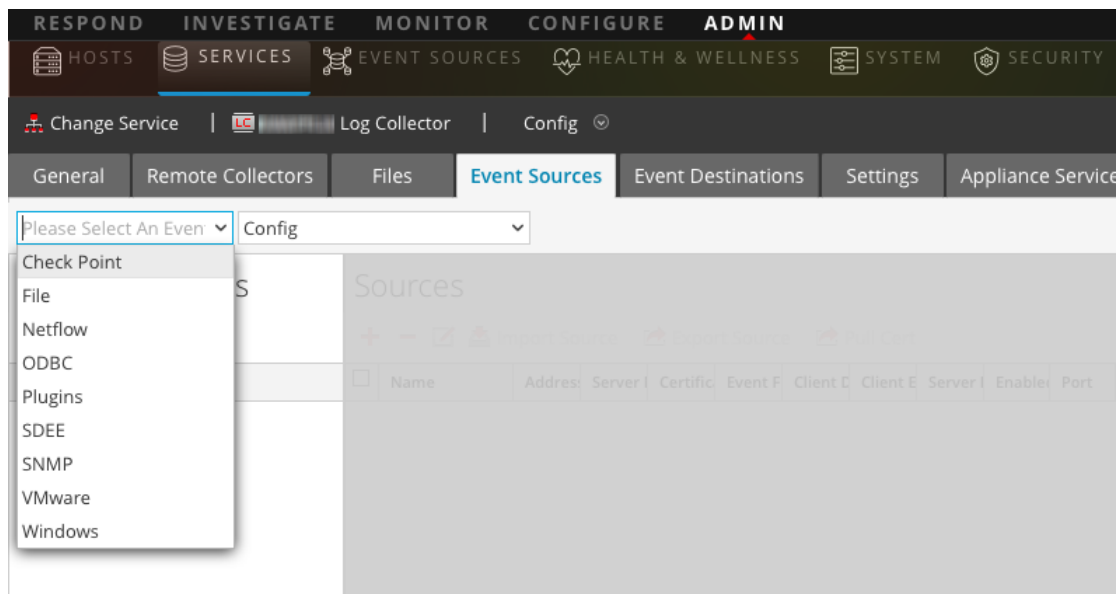 RESPOND INVESTIGATE MONITOR CONFIGURE ADMIN
HOSTS SERVICES EVENT SOURCES HEALTH & WELLNESS SYSTEM SECURITY
Change Service | LC Log Collector | Config
General Remote Collectors Files Event Sources Event Destinations Settings Appliance Service
Please Select An Even Config
Check Point
File
Netflow
ODBC
Plugins
SDEE
SNMP
VMware
Windows
s
Sources
Import Source Export Source Pull Cert
Name Address Server Certific Event F Client D Client E Server Enabled Port